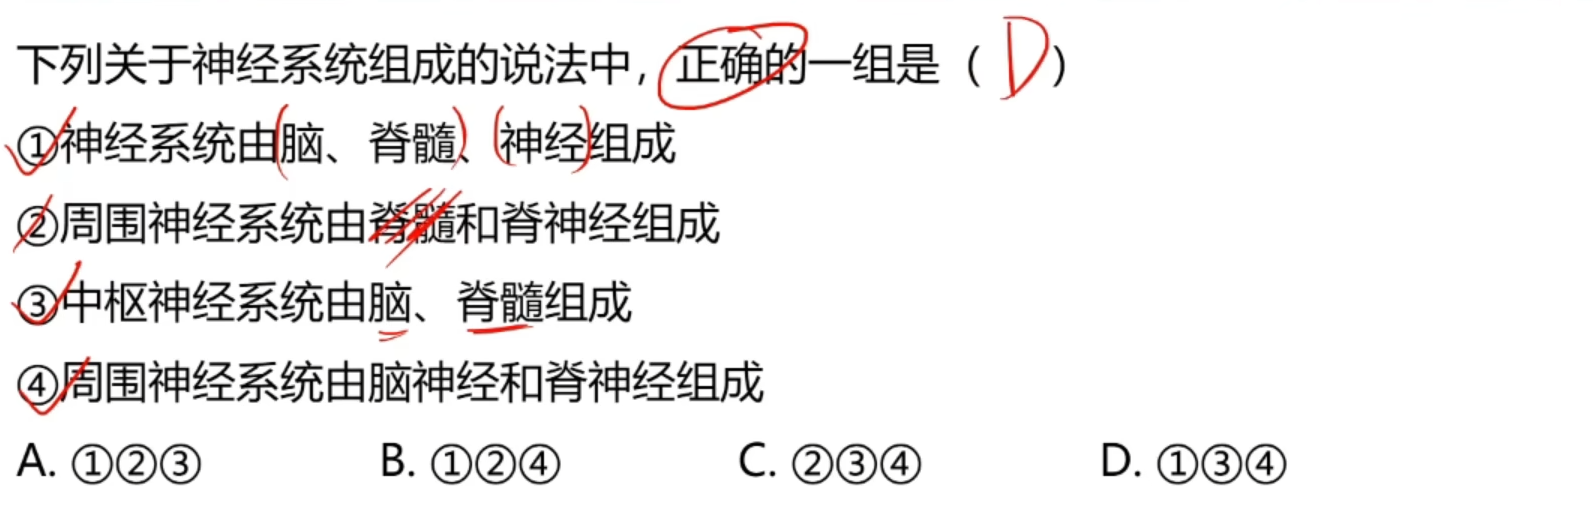 下列关于神经系统组成的说法中，正确的一组是（ D ）
①神经系统由(脑、脊髓)、(神经)组成
②周围神经系统由脊髓和脊神经组成
③中枢神经系统由脑、脊髓组成
④周围神经系统由脑神经和脊神经组成
A. ①②③ B. ①②④ C. ②③④ D. ①③④